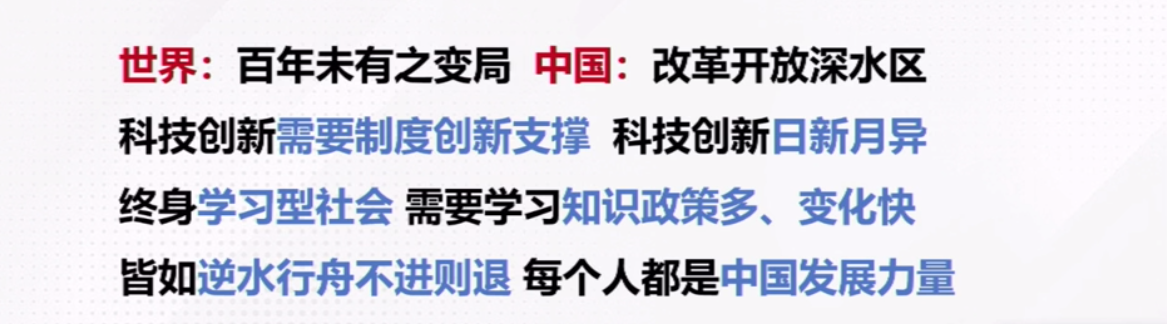 世界：百年未有之变局 中国：改革开放深水区
科技创新需要制度创新支撑 科技创新日新月异
终身学习型社会 需要学习知识政策多、变化快
皆如逆水行舟不进则退 每个人都是中国发展力量